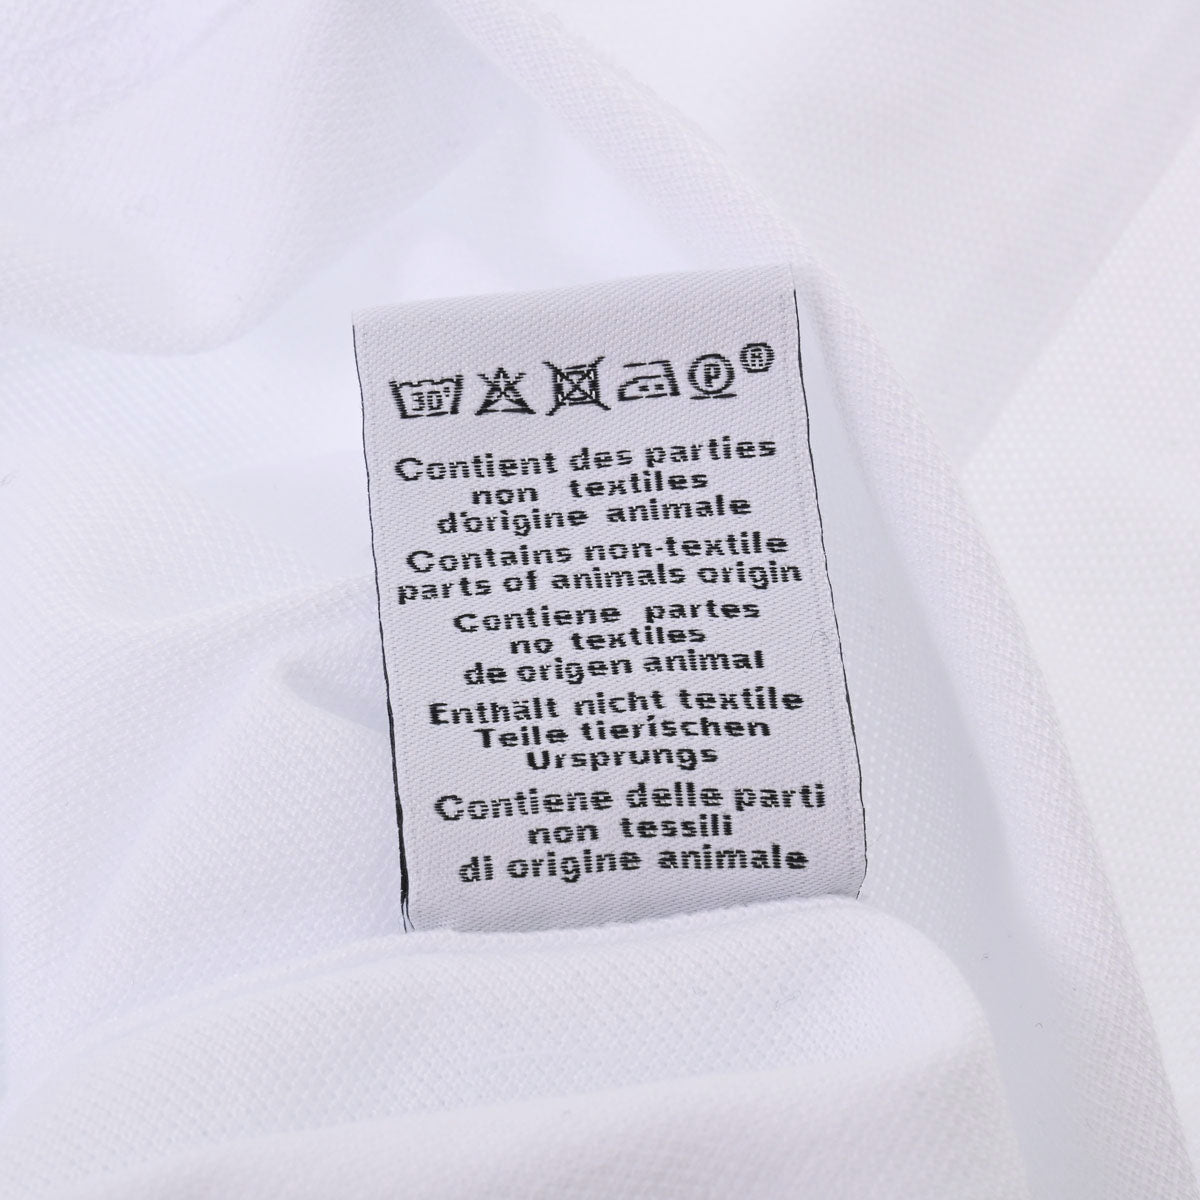 30° P ®
Contient des parties
non textiles
d'origine animale
Contains non-textile
parts of animals origin
Contiene partes
no textiles
de origen animal
Enthält nicht textile
Teile tierischen
Ursprungs
Contiene delle parti
non tessili
di origine animale